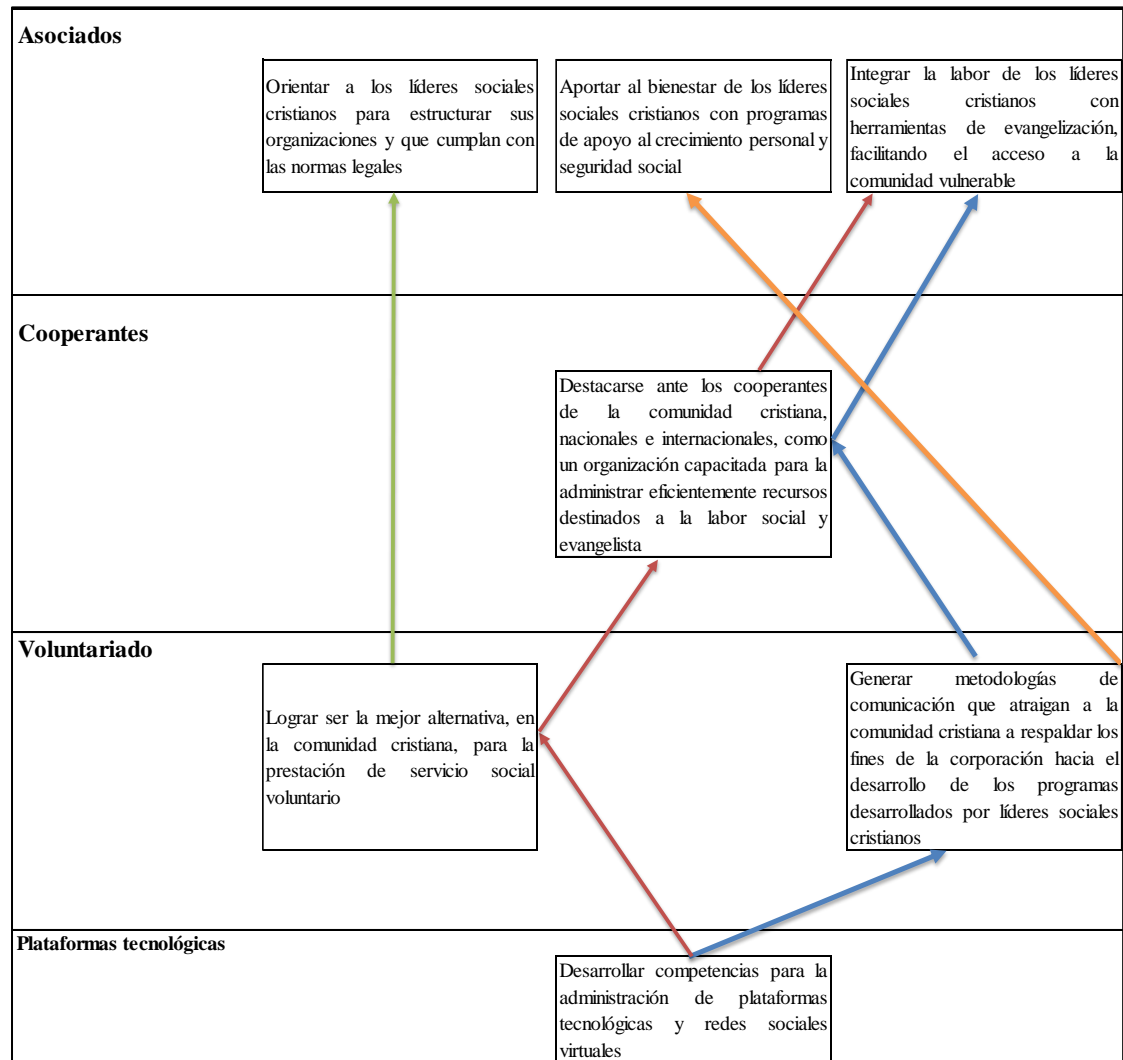 Asociados
Orientar a los líderes sociales
cristianos para estructurar sus
organizaciones y que cumplan con
las normas legales
Aportar al bienestar de los líderes
sociales cristianos con programas
de apoyo al crecimiento personal y
seguridad social
Integrar la labor de los líderes
sociales cristianos con
herramientas de evangelización,
facilitando el acceso a la
comunidad vulnerable
Cooperantes
Destacarse ante los cooperantes
de la comunidad cristiana,
nacionales e internacionales, como
un organización capacitada para la
administrar eficientemente recursos
destinados a la labor social y
evangelista
Voluntariado
Lograr ser la mejor alternativa, en
la comunidad cristiana, para la
prestación de servicio social
voluntario
Generar metodologías de
comunicación que atraigan a la
comunidad cristiana a respaldar los
fines de la corporación hacia el
desarrollo de los programas
desarrollados por líderes sociales
cristianos
Plataformas tecnológicas
Desarrollar competencias para la
administración de plataformas
tecnológicas y redes sociales
virtuales